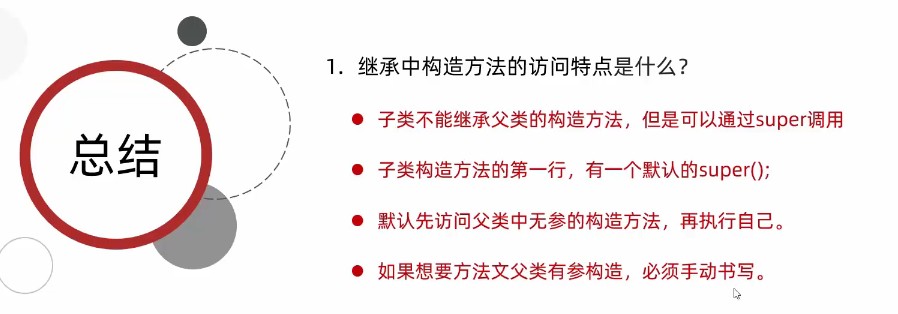 总结
1. 继承中构造方法的访问特点是什么？
子类不能继承父类的构造方法，但是可以通过super调用
子类构造方法的第一行，有一个默认的super();
默认先访问父类中无参的构造方法，再执行自己。
如果想要方法文父类有参构造，必须手动书写。